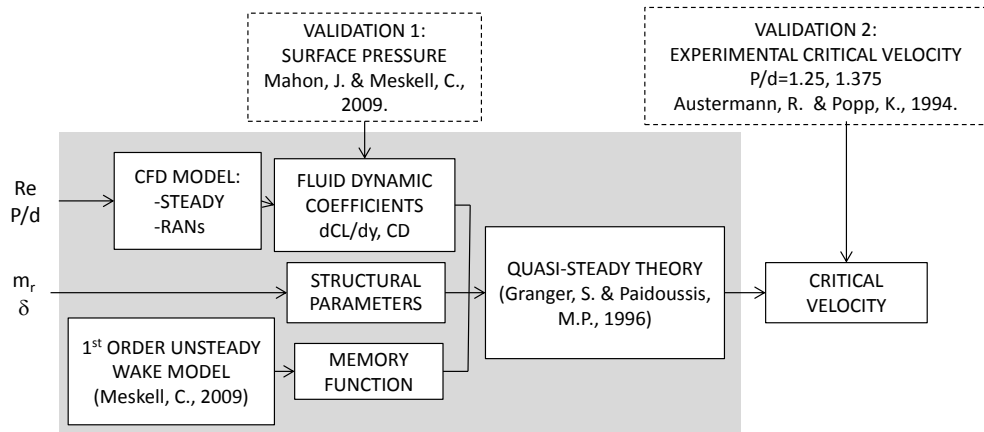 VALIDATION 1:
SURFACE PRESSURE
Mahon, J. & Meskell, C.,
2009.
VALIDATION 2:
EXPERIMENTAL CRITICAL VELOCITY
P/d=1.25, 1.375
Austermann, R. & Popp, K., 1994.
Re
P/d
CFD MODEL:
-STEADY
-RANs
FLUID DYNAMIC
COEFFICIENTS
dCL/dy, CD
mr
δ
STRUCTURAL
PARAMETERS
1st ORDER UNSTEADY
WAKE MODEL
(Meskell, C., 2009)
MEMORY
FUNCTION
QUASI-STEADY THEORY
(Granger, S. & Paidoussis,
M.P., 1996)
CRITICAL
VELOCITY